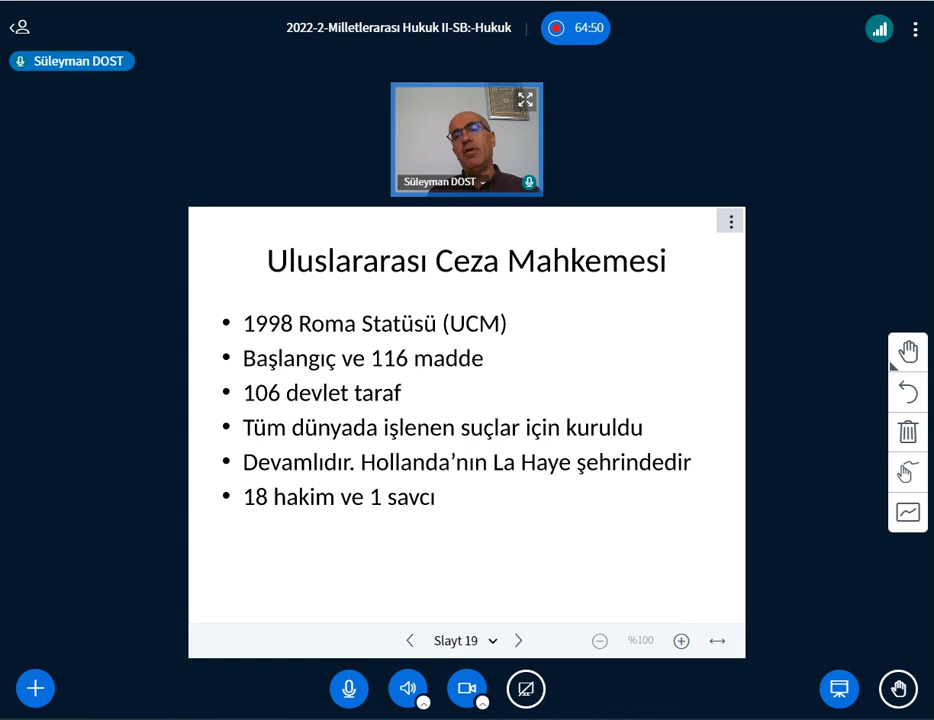 2022-2-Milletlerarası Hukuk II-SB:-Hukuk
64:50
Süleyman DOST
Süleyman DOST
Uluslararası Ceza Mahkemesi
• 1998 Roma Statüsü (UCM)
• Başlangıç ve 116 madde
• 106 devlet taraf
• Tüm dünyada işlenen suçlar için kuruldu
• Devamlıdır. Hollanda’nın La Haye şehrindedir
• 18 hakim ve 1 savcı
Slayt 19
%100